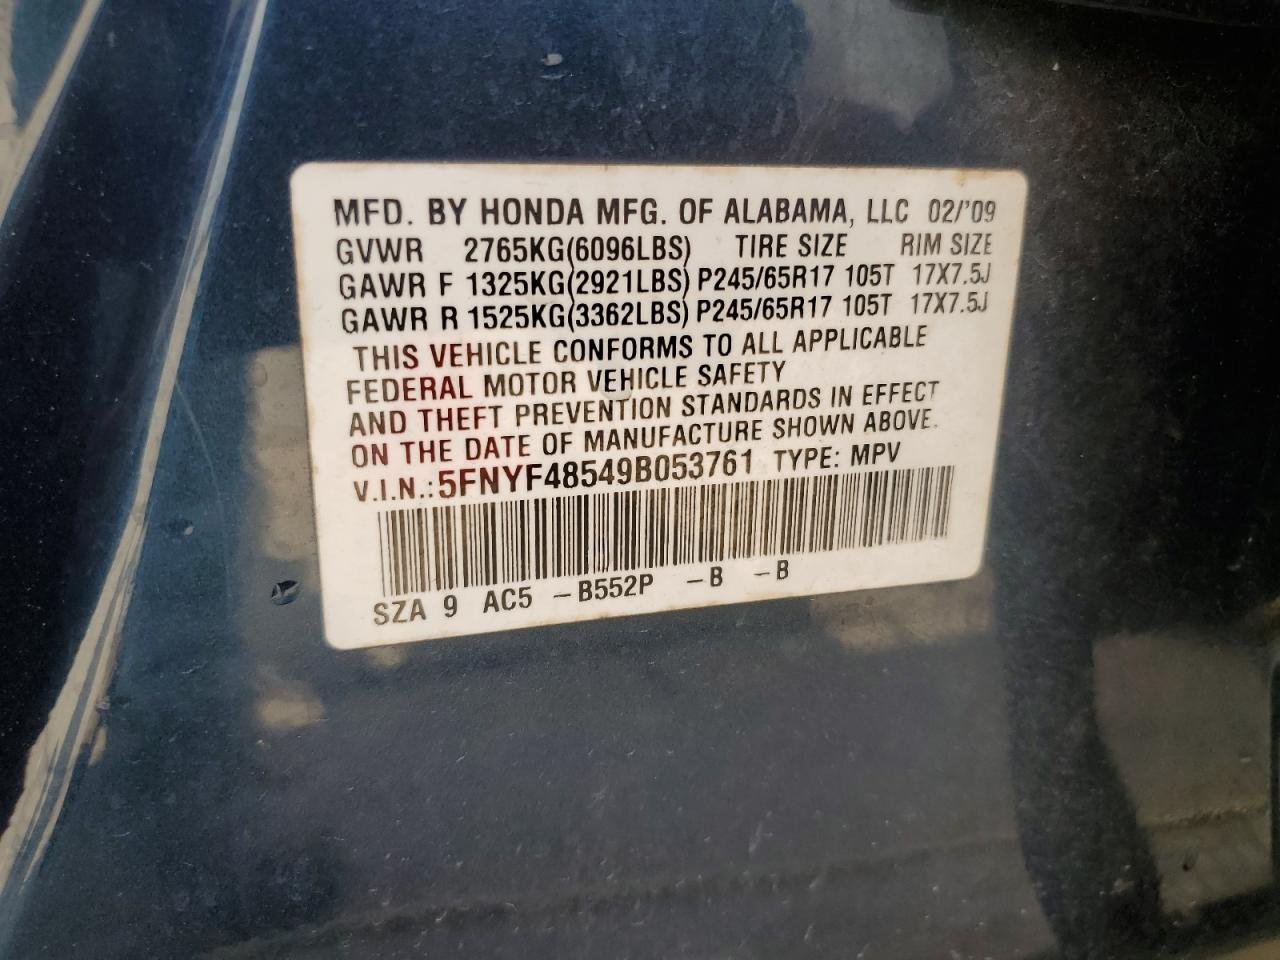 MFD. BY HONDA MFG. OF ALABAMA, LLC 02/'09
GVWR 2765KG(6096LBS) TIRE SIZE RIM SIZE
GAWR F 1325KG(2921LBS) P245/65R17 105T 17X7.5J
GAWR R 1525KG(3362LBS) P245/65R17 105T 17X7.5J
THIS VEHICLE CONFORMS TO ALL APPLICABLE
FEDERAL MOTOR VEHICLE SAFETY
AND THEFT PREVENTION STANDARDS IN EFFECT
ON THE DATE OF MANUFACTURE SHOWN ABOVE.
V.I.N.: 5FNYF48549B053761 TYPE: MPV
SZA 9 AC5 – B552P – B – B